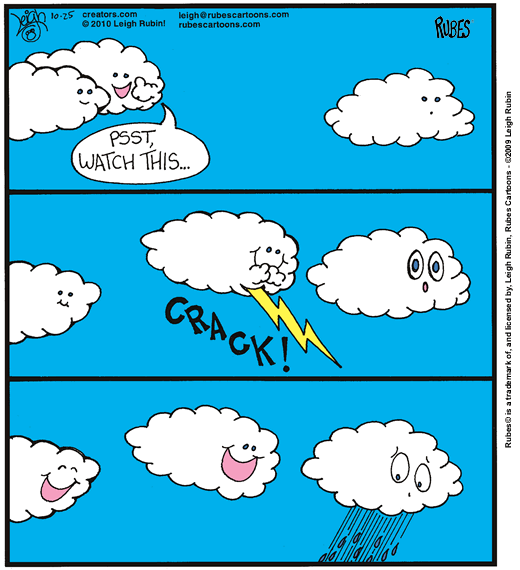 Leigh 10-25
creators.com
© 2010 Leigh Rubin!
leigh@rubescartoons.com
rubescartoons.com
RUBES
PSST,
WATCH THIS...
CRACK!
Rubes© is a trademark of, and licensed by, Leigh Rubin, Rubes Cartoons - ©2009 Leigh Rubin